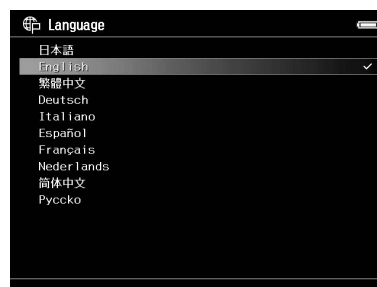 Language
日本語
English
繁體中文
Deutsch
Italiano
Español
Français
Nederlands
简体中文
Pyccko